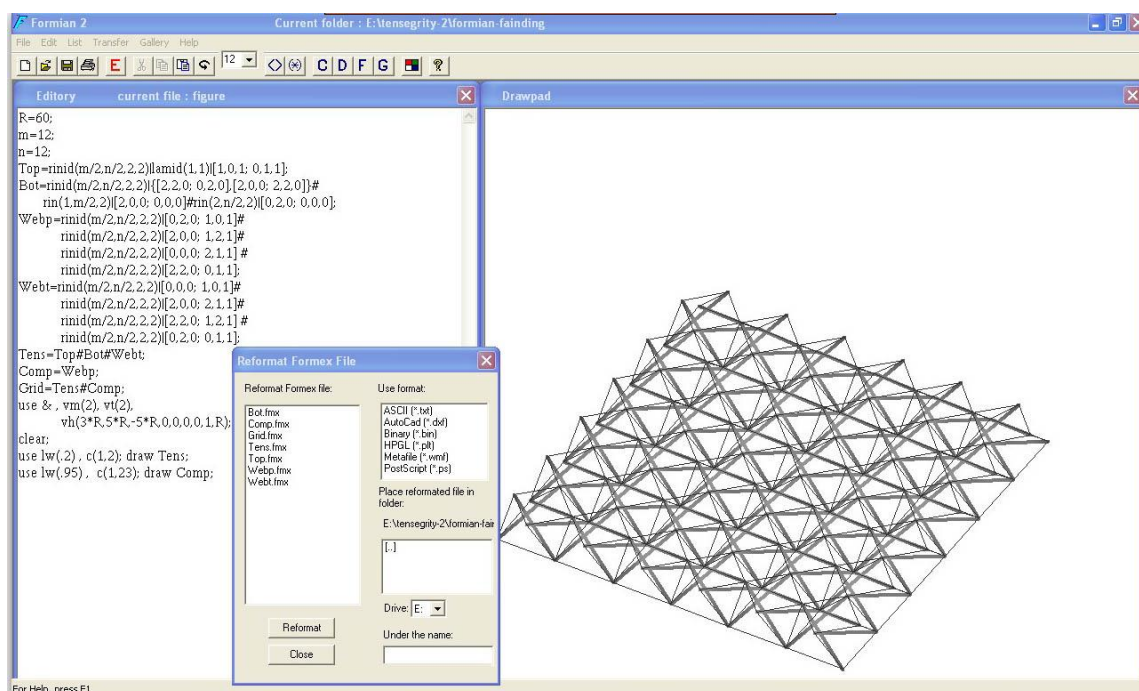 Formian 2 Current folder : E:\tensegrity-2\formian-fainding
File Edit List Transfer Gallery Help
E 12 C D F G
Editory current file : figure
Drawpad
R=60;
m=12;
n=12;
Top=rinid(m/2,n/2,2,2)|lamid(1,1)|[1,0,1; 0,1,1];
Bot=rinid(m/2,n/2,2,2)|{[2,2,0; 0,2,0],[2,0,0; 2,2,0]}#
rin(1,m/2,2)|[2,0,0; 0,0,0]#rin(2,n/2,2)|[0,2,0; 0,0,0];
Webp=rinid(m/2,n/2,2,2)|[0,2,0; 1,0,1]#
rinid(m/2,n/2,2,2)|[2,0,0; 1,2,1]#
rinid(m/2,n/2,2,2)|[0,0,0; 2,1,1] #
rinid(m/2,n/2,2,2)|[2,2,0; 0,1,1];
Webt=rinid(m/2,n/2,2,2)|[0,0,0; 1,0,1]#
rinid(m/2,n/2,2,2)|[2,0,0; 2,1,1]#
rinid(m/2,n/2,2,2)|[2,2,0; 1,2,1] #
rinid(m/2,n/2,2,2)|[0,2,0; 0,1,1];
Tens=Top#Bot#Webt;
Comp=Webp;
Grid=Tens#Comp;
use & , vm(2), vt(2),
vh(3*R,5*R,-5*R,0,0,0,0,1,R);
clear;
use lw(.2) , c(1,2); draw Tens;
use lw(.95) , c(1,23); draw Comp;
Reformat Formex File
Reformat Formex file:
Bot.fmx
Comp.fmx
Grid.fmx
Tens.fmx
Top.fmx
Webp.fmx
Webt.fmx
Reformat
Close
Use format:
ASCII (*.txt)
AutoCad (*.dxf)
Binary (*.bin)
HPGL (*.plt)
Metafile (*.wmf)
PostScript (*.ps)
Place reformated file in
folder:
E:\tensegrity-2\formian-fair
[..]
Drive: E:
Under the name:
For Help, press F1